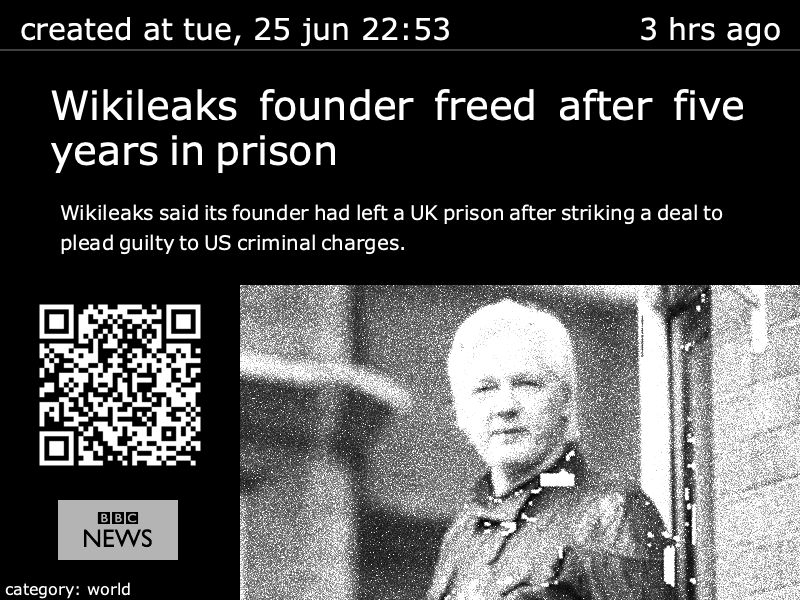 created at tue, 25 jun 22:53
3 hrs ago
Wikileaks founder freed after five
years in prison
Wikileaks said its founder had left a UK prison after striking a deal to
plead guilty to US criminal charges.
BBC
NEWS
category: world